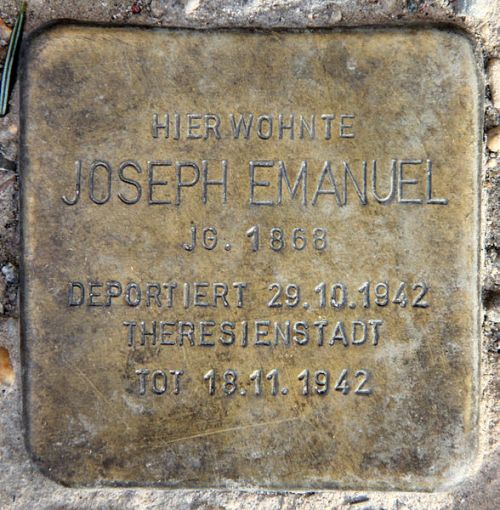 HIER WOHNTE
JOSEPH EMANUEL
JG. 1868
DEPORTIERT 29.10.1942
THERESIENSTADT
TOT 18.11.1942